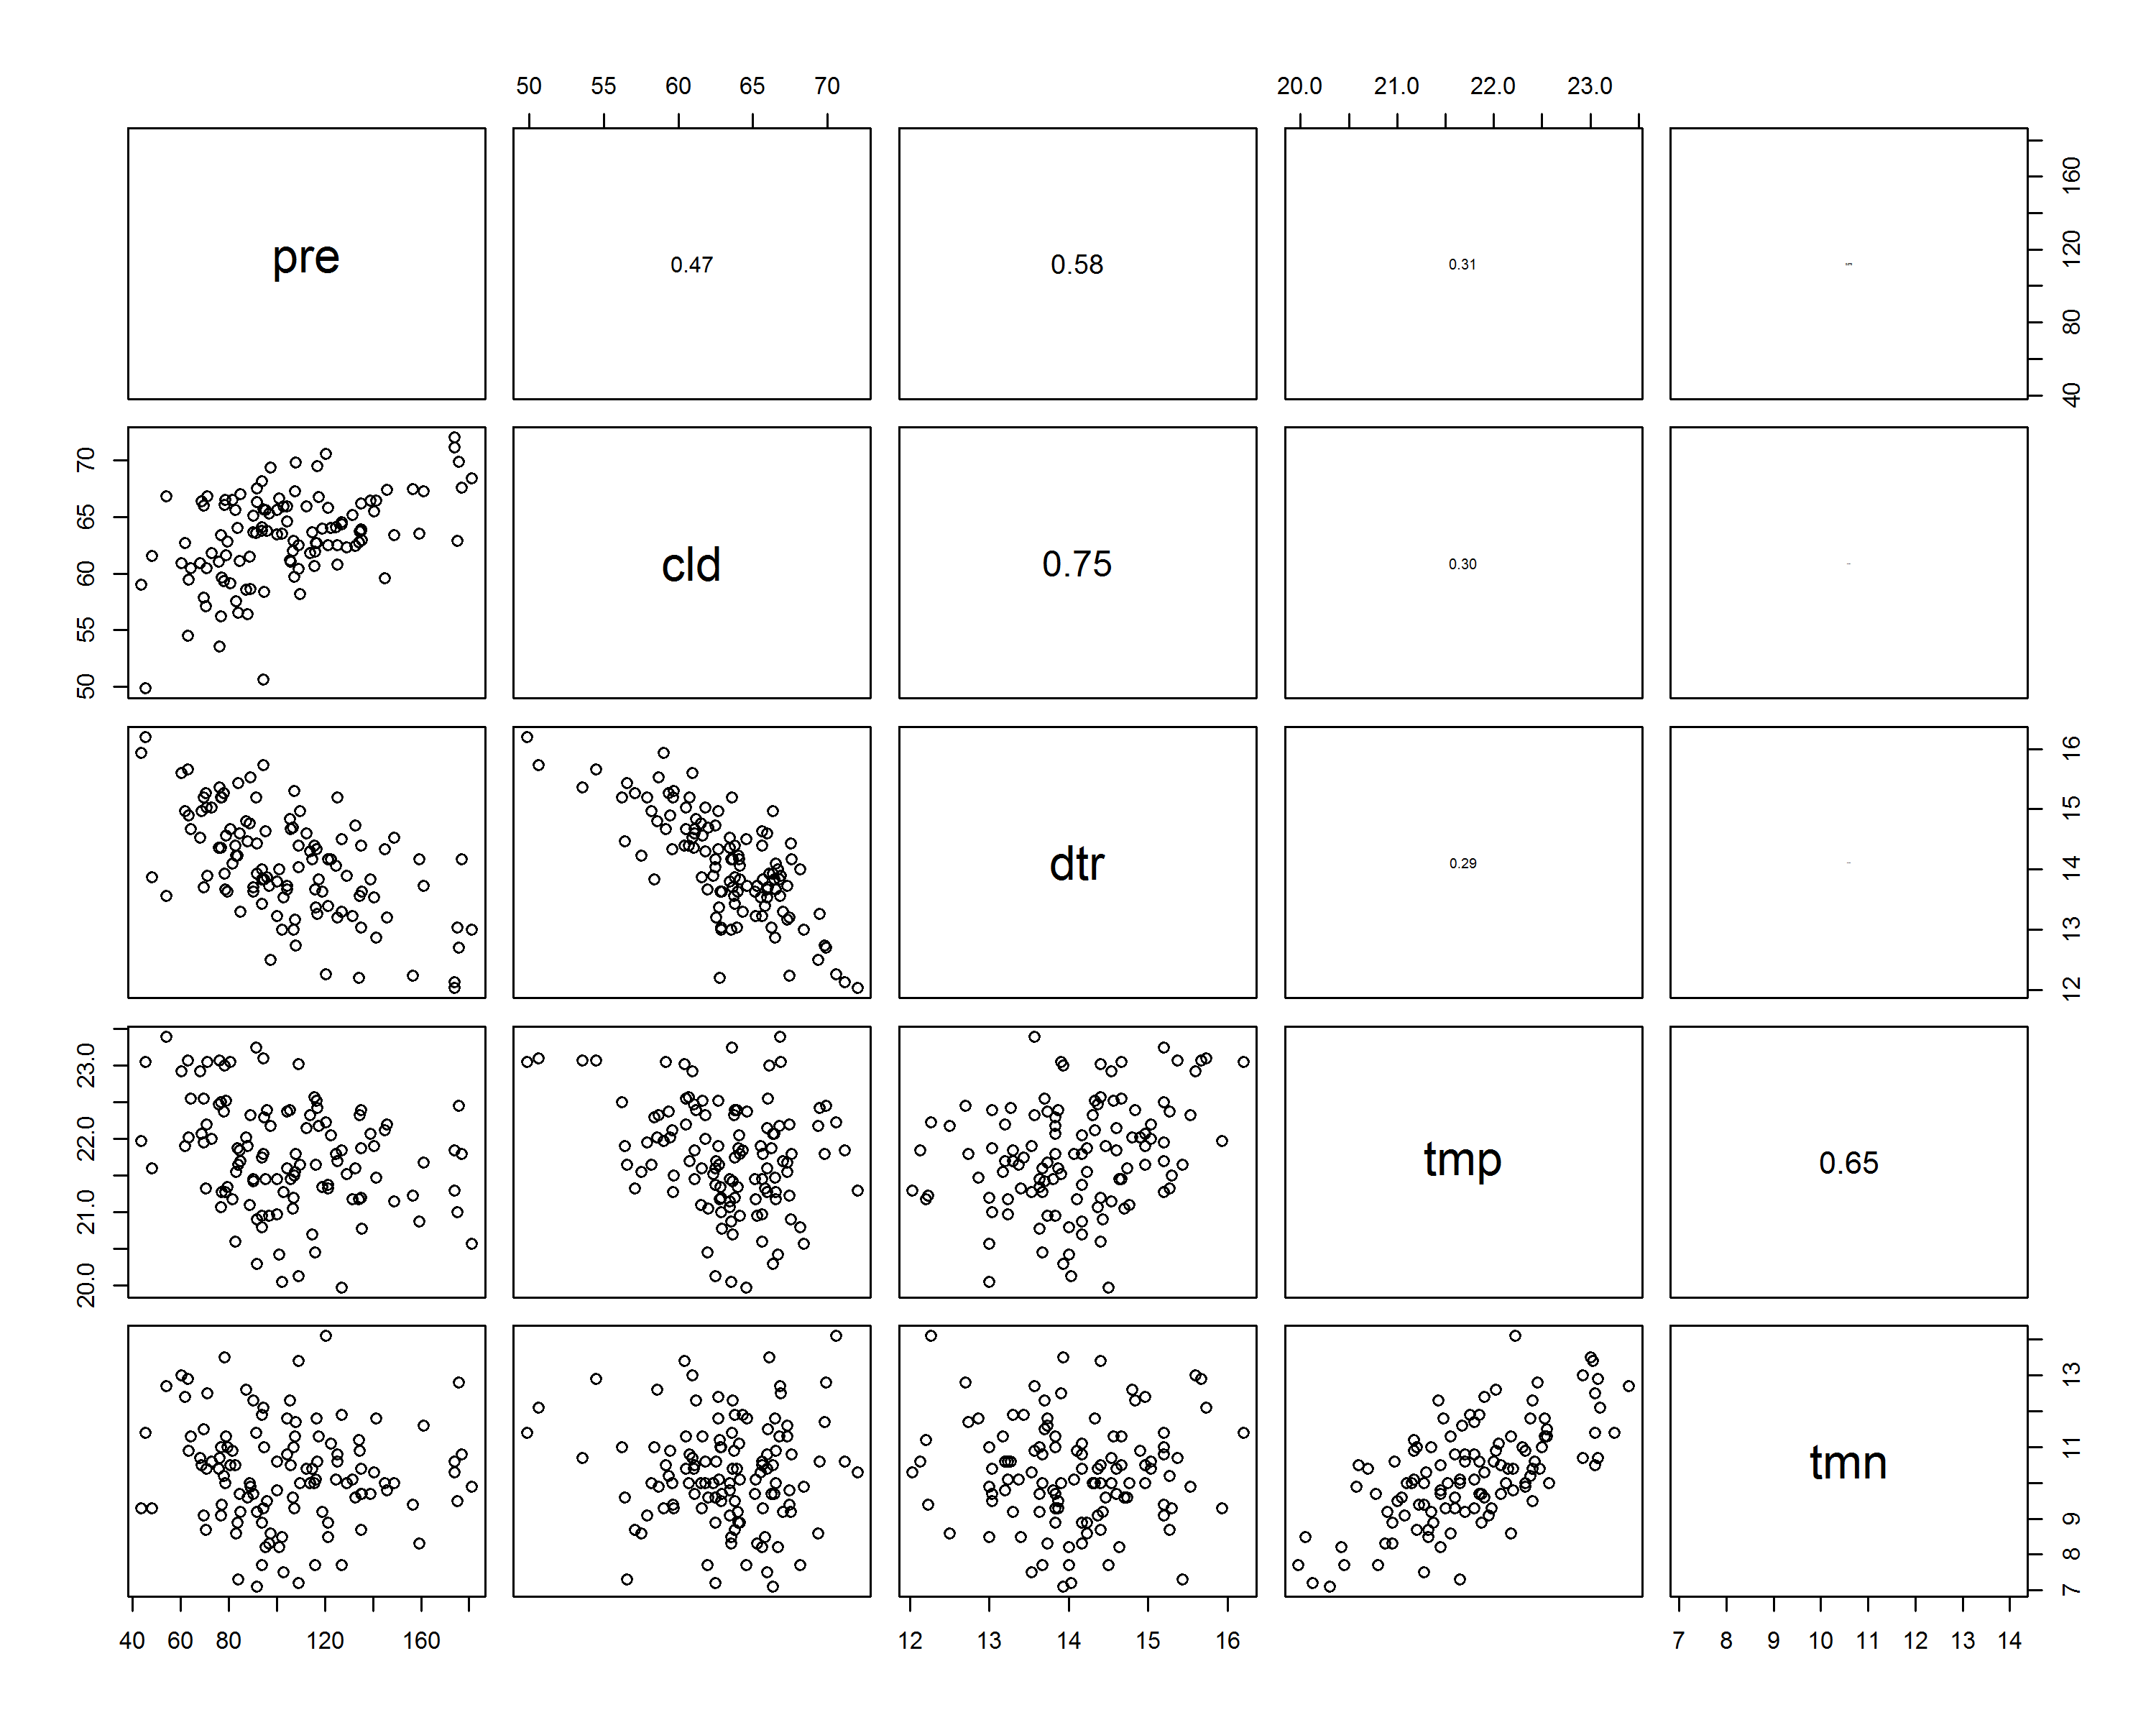 50 55 60 65 70 20.0 21.0 22.0 23.0
pre 0.47 0.58 0.31
40 80 120 160
50 55 60 65 70
cld 0.75 0.30
dtr 0.29
12 13 14 15 16
20.0 21.0 22.0 23.0
tmp 0.65
tmn
7 8 9 11 13
40 60 80 120 160 12 13 14 15 16 7 8 9 10 11 12 13 14